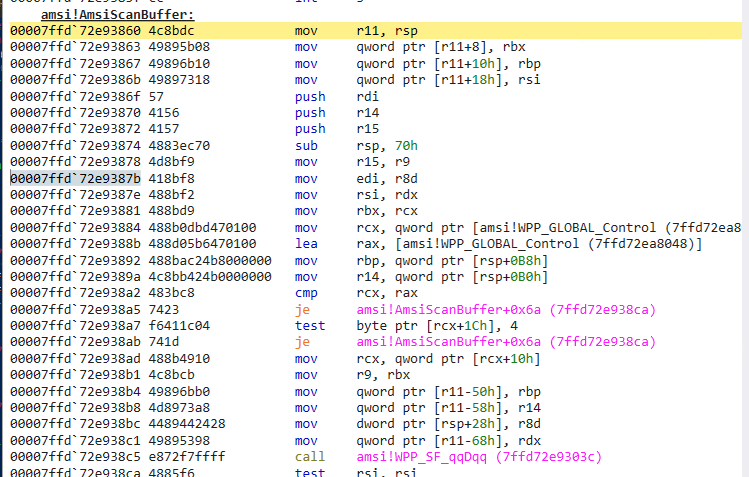 amsi!AmsiScanBuffer:
00007ffd`72e93860 4c8bdc mov r11, rsp
00007ffd`72e93863 49895b08 mov qword ptr [r11+8], rbx
00007ffd`72e93867 49896b10 mov qword ptr [r11+10h], rbp
00007ffd`72e9386b 49897318 mov qword ptr [r11+18h], rsi
00007ffd`72e9386f 57 push rdi
00007ffd`72e93870 4156 push r14
00007ffd`72e93872 4157 push r15
00007ffd`72e93874 4883ec70 sub rsp, 70h
00007ffd`72e93878 4d8bf9 mov r15, r9
00007ffd`72e9387b 418bf8 mov edi, r8d
00007ffd`72e9387e 488bf2 mov rsi, rdx
00007ffd`72e93881 488bd9 mov rbx, rcx
00007ffd`72e93884 488b0dbd470100 mov rcx, qword ptr [amsi!WPP_GLOBAL_Control (7ffd72ea8
00007ffd`72e9388b 488d05b6470100 lea rax, [amsi!WPP_GLOBAL_Control (7ffd72ea8048)]
00007ffd`72e93892 488bac24b8000000 mov rbp, qword ptr [rsp+0B8h]
00007ffd`72e9389a 4c8bb424b0000000 mov r14, qword ptr [rsp+0B0h]
00007ffd`72e938a2 483bc8 cmp rcx, rax
00007ffd`72e938a5 7423 je amsi!AmsiScanBuffer+0x6a (7ffd72e938ca)
00007ffd`72e938a7 f6411c04 test byte ptr [rcx+1Ch], 4
00007ffd`72e938ab 741d je amsi!AmsiScanBuffer+0x6a (7ffd72e938ca)
00007ffd`72e938ad 488b4910 mov rcx, qword ptr [rcx+10h]
00007ffd`72e938b1 4c8bcb mov r9, rbx
00007ffd`72e938b4 49896bb0 mov qword ptr [r11-50h], rbp
00007ffd`72e938b8 4d8973a8 mov qword ptr [r11-58h], r14
00007ffd`72e938bc 4489442428 mov dword ptr [rsp+28h], r8d
00007ffd`72e938c1 49895398 mov qword ptr [r11-68h], rdx
00007ffd`72e938c5 e872f7ffff call amsi!WPP_SF_qqDqq (7ffd72e9303c)
00007ffd`72e938ca 4885f6 test rsi, rsi